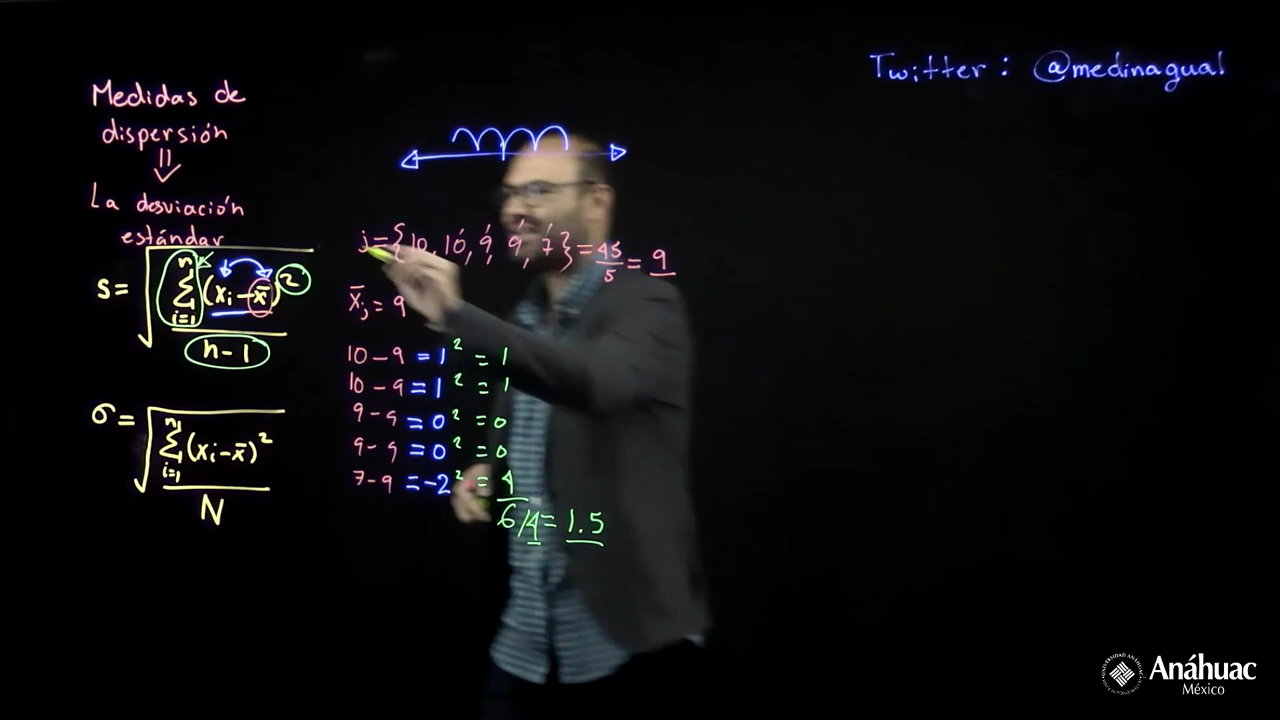 Medidas de
dispersión
⇓
La desviación
estándar
s = √(Σ_{i=1}^{n} (xi - x̄)² / n-1)
σ = √(Σ_{i=1}^{n} (xi - x̄)² / N)
j = {10, 10, 9, 9, 7} = 45/5 = 9
x̄j = 9
10 - 9 = 1² = 1
10 - 9 = 1² = 1
9 - 9 = 0² = 0
9 - 9 = 0² = 0
7 - 9 = -2² = 4
6/4 = 1.5
Twitter: @medinagual
Anáhuac
México